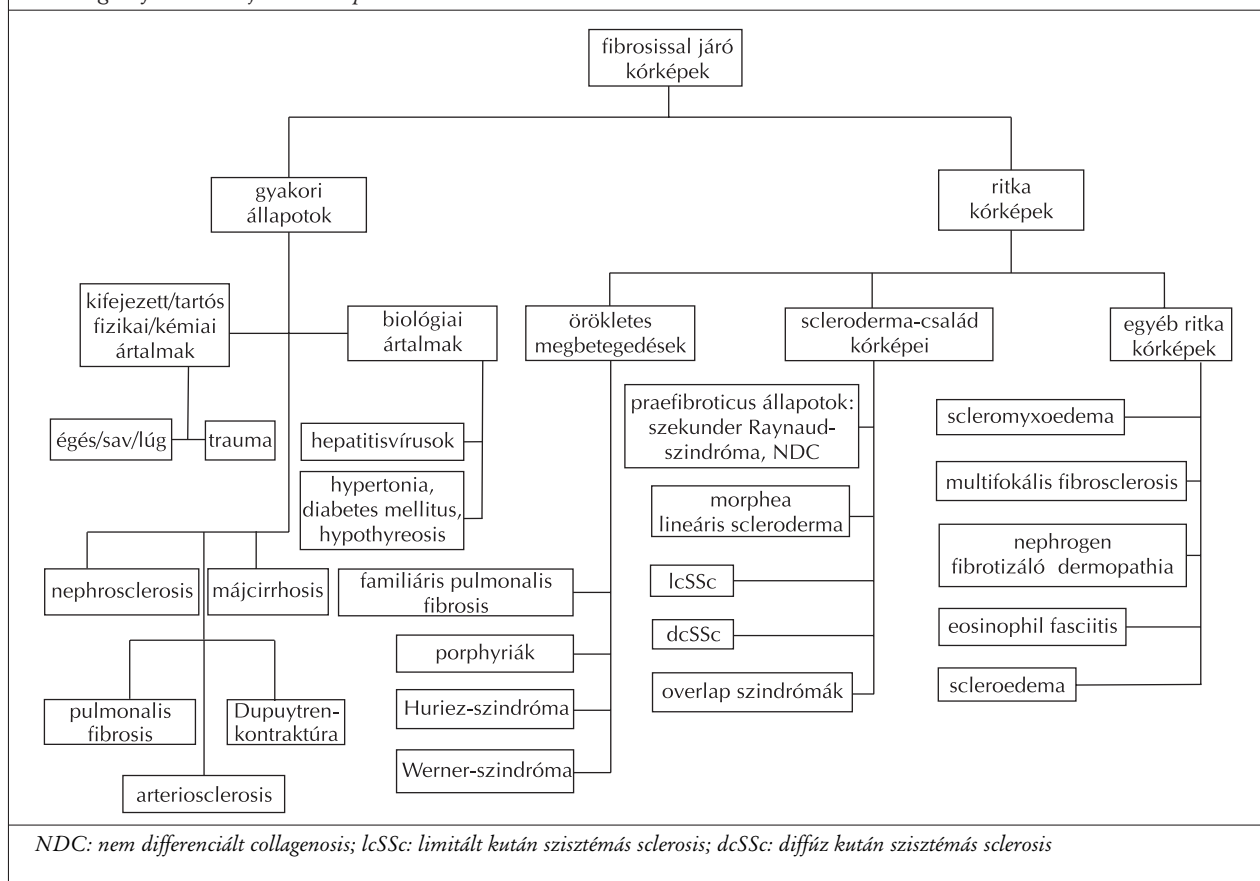 fibrosissal járó
kórképek
gyakori
állapotok
ritka
kórképek
kifejezett/tartós
fizikai/kémiai
ártalmak
biológiai
ártalmak
örökletes
megbetegedések
scleroderma-család
kórképei
egyéb ritka
kórképek
égés/sav/lúg
trauma
hepatitisvírusok
hypertonia,
diabetes mellitus,
hypothyreosis
praefibroticus állapotok:
szekunder Raynaud-
szindróma, NDC
morphea
lineáris scleroderma
lcSSc
dcSSc
overlap szindrómák
scleromyxoedema
multifokális fibrosclerosis
nephrogen
fibrotizáló dermopathia
eosinophil fasciitis
scleroedema
nephrosclerosis
májcirrhosis
familiáris pulmonalis
fibrosis
porphyriák
Huriez-szindróma
Werner-szindróma
pulmonalis
fibrosis
Dupuytren-
kontraktúra
arteriosclerosis
NDC: nem differenciált collagenosis; lcSSc: limitált kután szisztémás sclerosis; dcSSc: diffúz kután szisztémás sclerosis